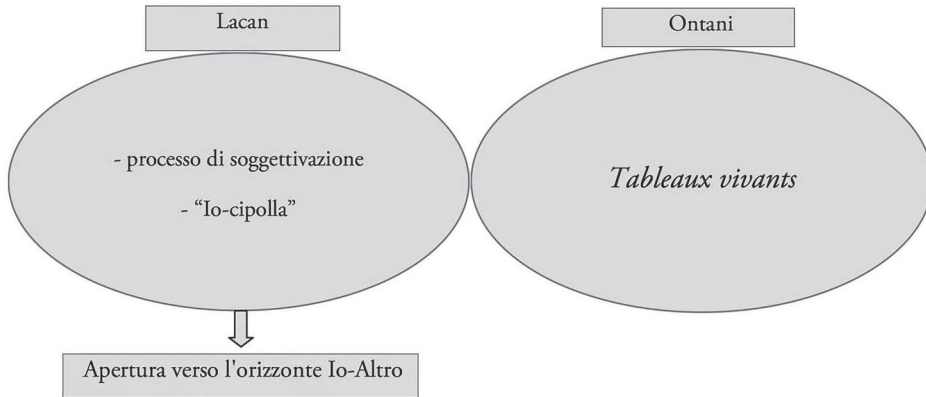 Lacan
Ontani
- processo di soggettivazione
- “Io-cipolla”
Tableaux vivants
Apertura verso l'orizzonte Io-Altro